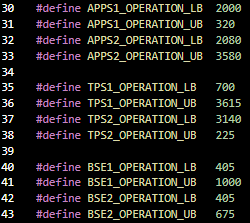 30 #define APPS1_OPERATION_LB 2000
31 #define APPS1_OPERATION_UB 320
32 #define APPS2_OPERATION_LB 2080
33 #define APPS2_OPERATION_UB 3580
34
35 #define TPS1_OPERATION_LB 700
36 #define TPS1_OPERATION_UB 3615
37 #define TPS2_OPERATION_LB 3140
38 #define TPS2_OPERATION_UB 225
39
40 #define BSE1_OPERATION_LB 405
41 #define BSE1_OPERATION_UB 1000
42 #define BSE2_OPERATION_LB 405
43 #define BSE2_OPERATION_UB 675